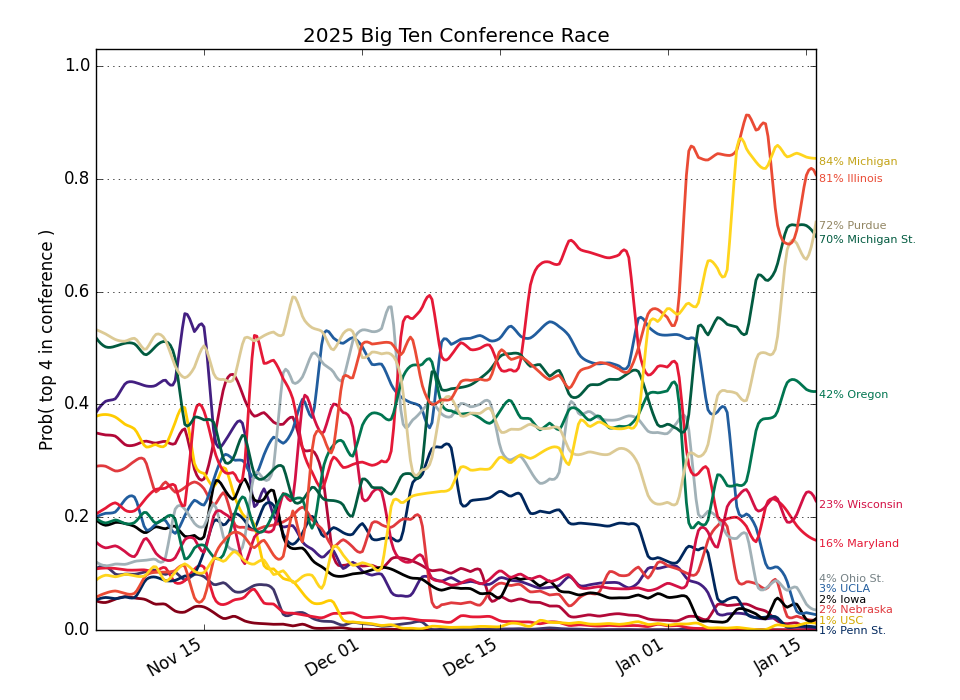 2025 Big Ten Conference Race
Prob( top 4 in conference )
1.0
0.8
0.6
0.4
0.2
0.0
Nov 15
Dec 01
Dec 15
Jan 01
Jan 15
84% Michigan
81% Illinois
72% Purdue
70% Michigan St.
42% Oregon
23% Wisconsin
16% Maryland
4% Ohio St.
3% UCLA
2% Iowa
2% Nebraska
1% USC
1% Penn St.